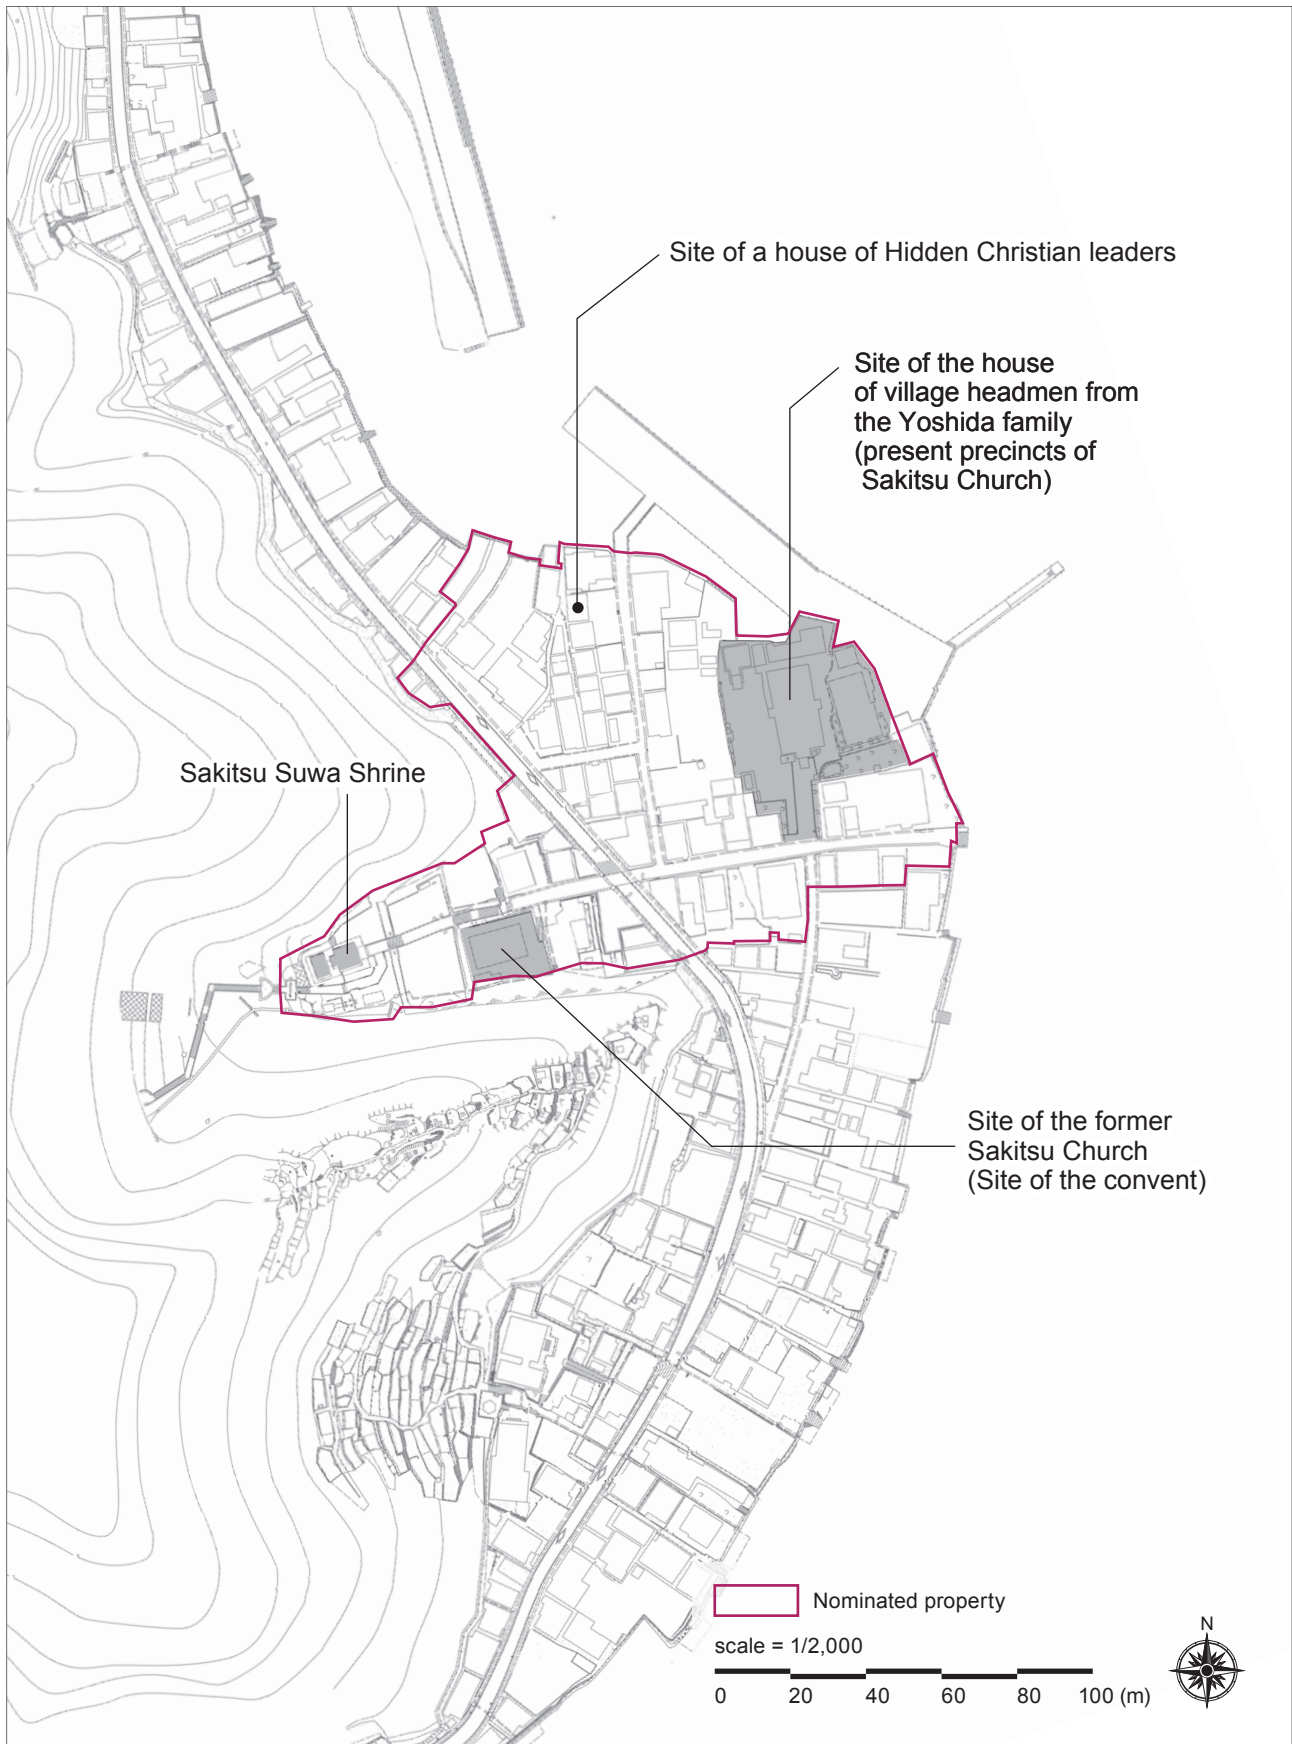 Site of a house of Hidden Christian leaders
Site of the house
of village headmen from
the Yoshida family
(present precincts of
Sakitsu Church)
Sakitsu Suwa Shrine
Site of the former
Sakitsu Church
(Site of the convent)
Nominated property
scale = 1/2,000
0 20 40 60 80 100 (m)
N